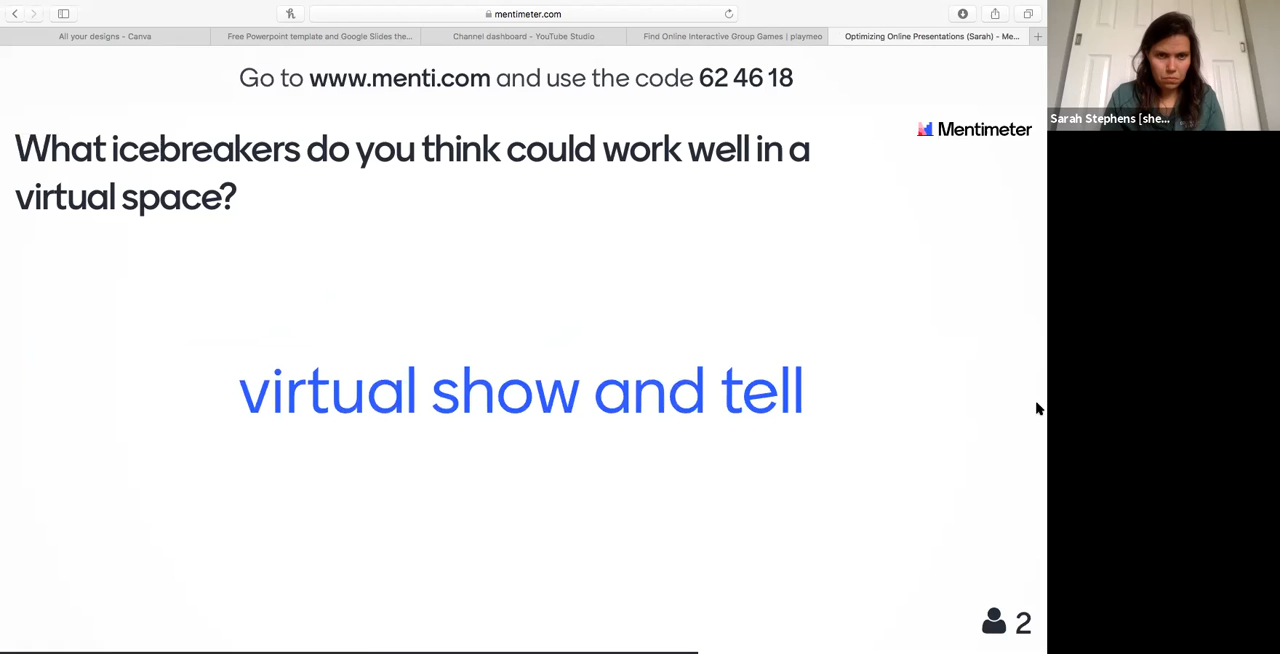 mentimeter.com
All your designs - Canva
Free Powerpoint template and Google Slides the...
Channel dashboard - YouTube Studio
Find Online Interactive Group Games | playmeo
Optimizing Online Presentations (Sarah) - Me...
Go to www.menti.com and use the code 62 46 18
Mentimeter
What icebreakers do you think could work well in a
virtual space?
virtual show and tell
2
Sarah Stephens [she...